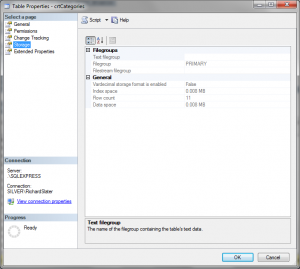 Table Properties - crtCategories
Select a page
General
Permissions
Change Tracking
Storage
Extended Properties
Script
Help
Filegroups
Text filegroup
Filegroup PRIMARY
Filestream filegroup
General
Vardecimal storage format is enabled False
Index space 0.008 MB
Row count 11
Data space 0.008 MB
Connection
Server:
.\SQLEXPRESS
Connection:
SILVER\RichardSlater
View connection properties
Progress
Ready
Text filegroup
The name of the filegroup containing the table's text data.
OK
Cancel